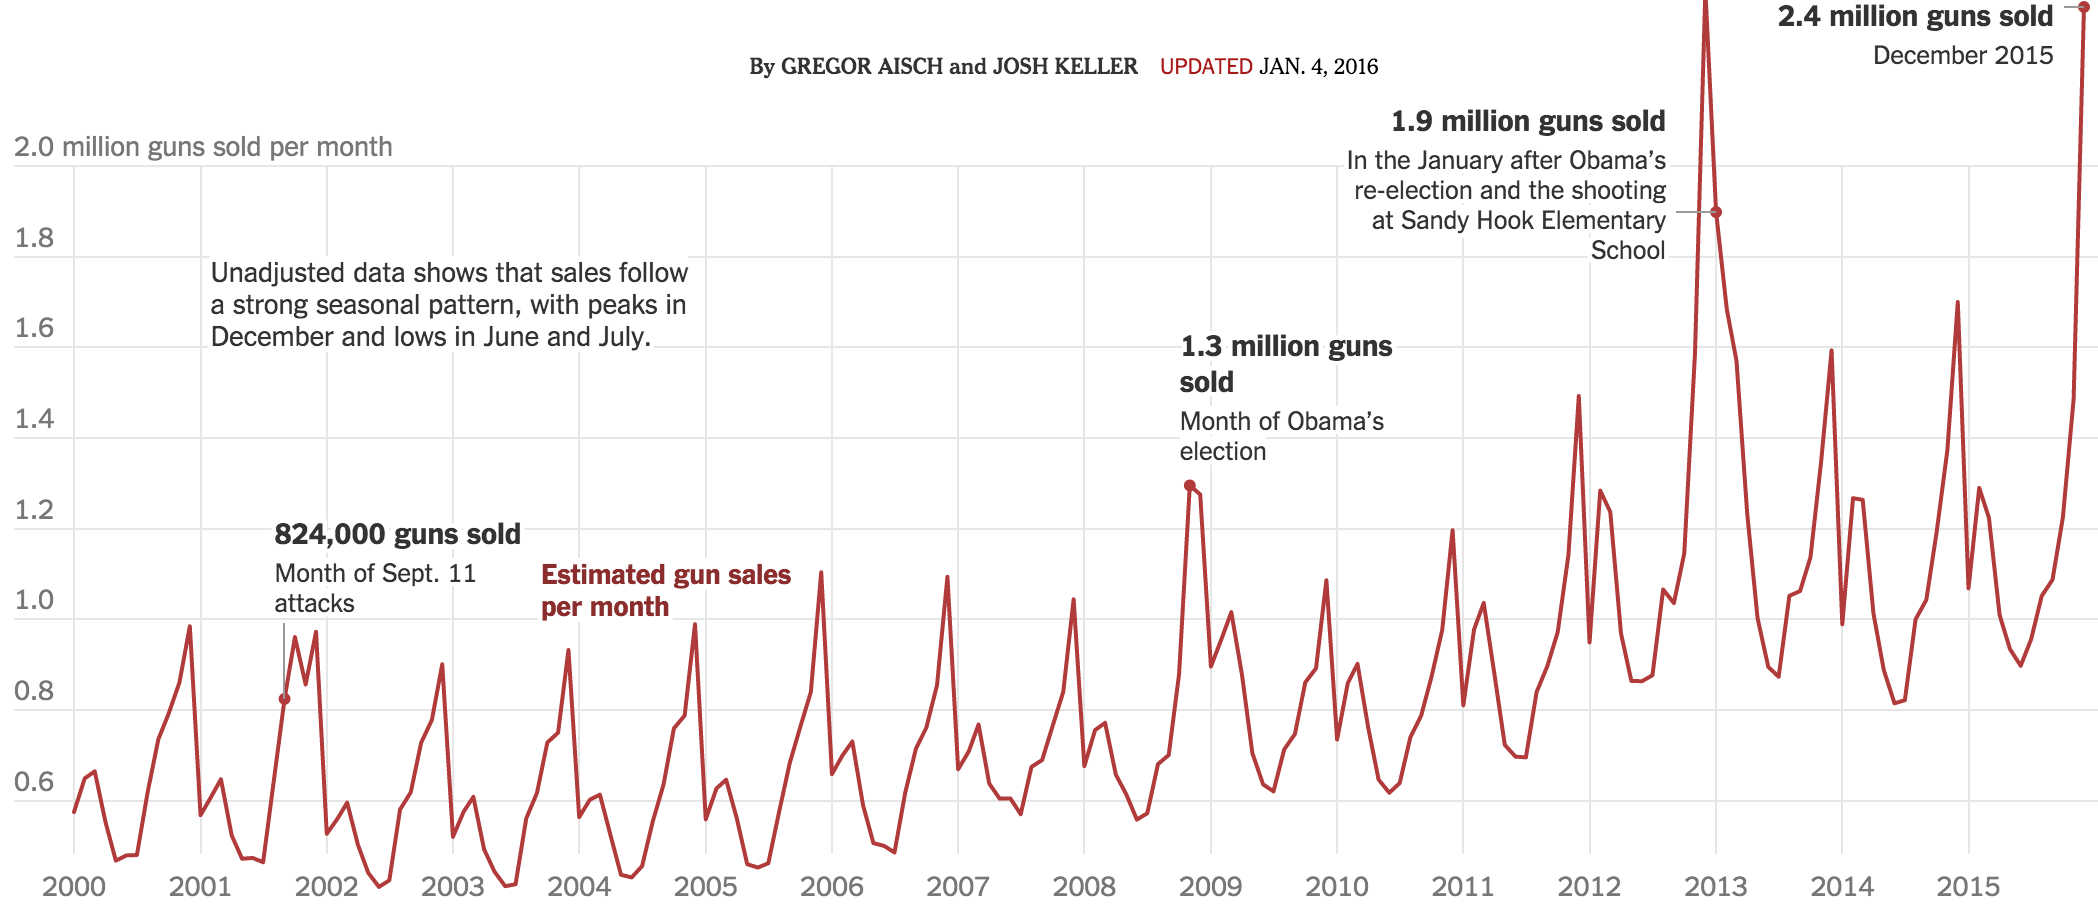 2.4 million guns sold
December 2015
By GREGOR AISCH and JOSH KELLER UPDATED JAN. 4, 2016
1.9 million guns sold
In the January after Obama’s
re-election and the shooting
at Sandy Hook Elementary
School
2.0 million guns sold per month
1.8
1.6
1.4
1.2
1.0
0.8
0.6
Unadjusted data shows that sales follow
a strong seasonal pattern, with peaks in
December and lows in June and July.
1.3 million guns
sold
Month of Obama’s
election
824,000 guns sold
Month of Sept. 11
attacks
Estimated gun sales
per month
2000 2001 2002 2003 2004 2005 2006 2007 2008 2009 2010 2011 2012 2013 2014 2015